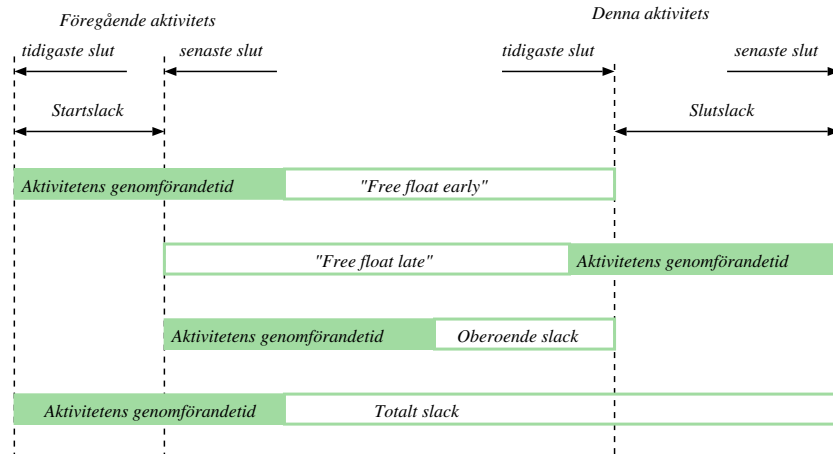 Föregående aktivitets
Denna aktivitets
tidigaste slut
senaste slut
tidigaste slut
senaste slut
Startslack
Slutslack
Aktivitetens genomförandetid
"Free float early"
"Free float late"
Aktivitetens genomförandetid
Aktivitetens genomförandetid
Oberoende slack
Aktivitetens genomförandetid
Totalt slack